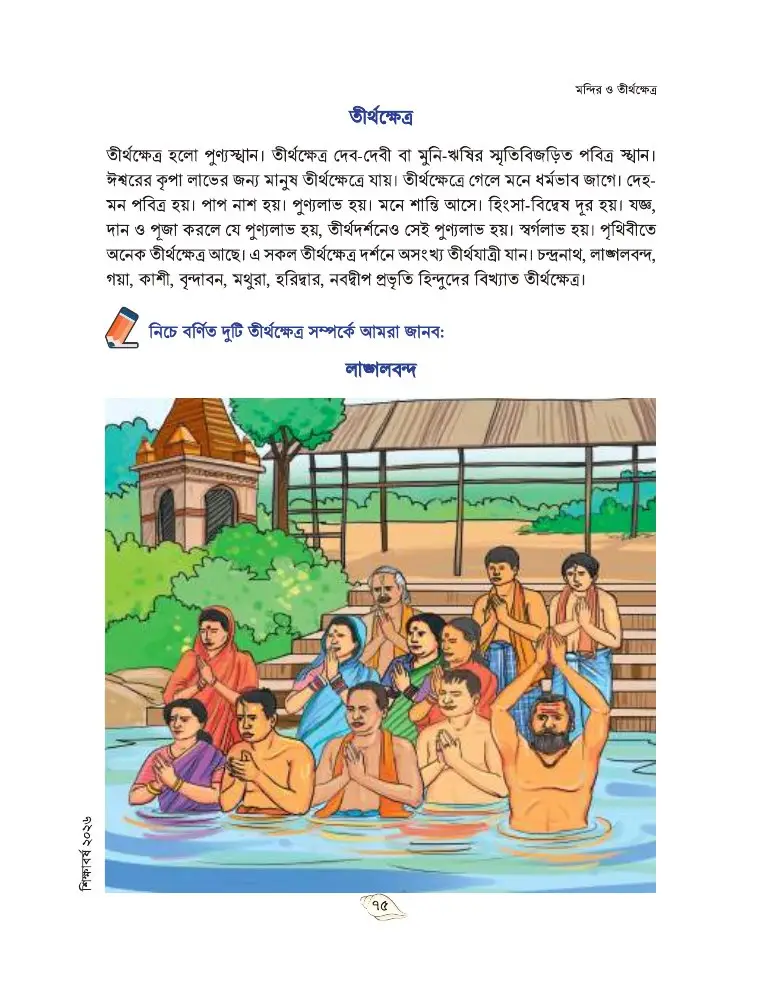 মন্দির ও তীর্থক্ষেত্র
তীর্থক্ষেত্র
তীর্থক্ষেত্র হলো পুণ্যস্থান। তীর্থক্ষেত্র দেব-দেবী বা মুনি-ঋষির স্মৃতিবিজড়িত পবিত্র স্থান।
ঈশ্বরের কৃপা লাভের জন্য মানুষ তীর্থক্ষেত্রে যায়। তীর্থক্ষেত্রে গেলে মনে ধর্মভাব জাগে। দেহ-
মন পবিত্র হয়। পাপ নাশ হয়। পুণ্যলাভ হয়। মনে শান্তি আসে। হিংসা-বিদ্বেষ দূর হয়। যজ্ঞ,
দান ও পূজা করলে যে পুণ্যলাভ হয়, তীর্থদর্শনেও সেই পুণ্যলাভ হয়। স্বর্গলাভ হয়। পৃথিবীতে
অনেক তীর্থক্ষেত্র আছে। এ সকল তীর্থক্ষেত্র দর্শনে অসংখ্য তীর্থযাত্রী যান। চন্দ্রনাথ, লাঙ্গলবন্দ,
গয়া, কাশী, বৃন্দাবন, মথুরা, হরিদ্বার, নবদ্বীপ প্রভৃতি হিন্দুদের বিখ্যাত তীর্থক্ষেত্র।
নিচে বর্ণিত দুটি তীর্থক্ষেত্র সম্পর্কে আমরা জানব:
লাঙ্গলবন্দ
শিক্ষাবর্ষ ২০২৬
৭৫